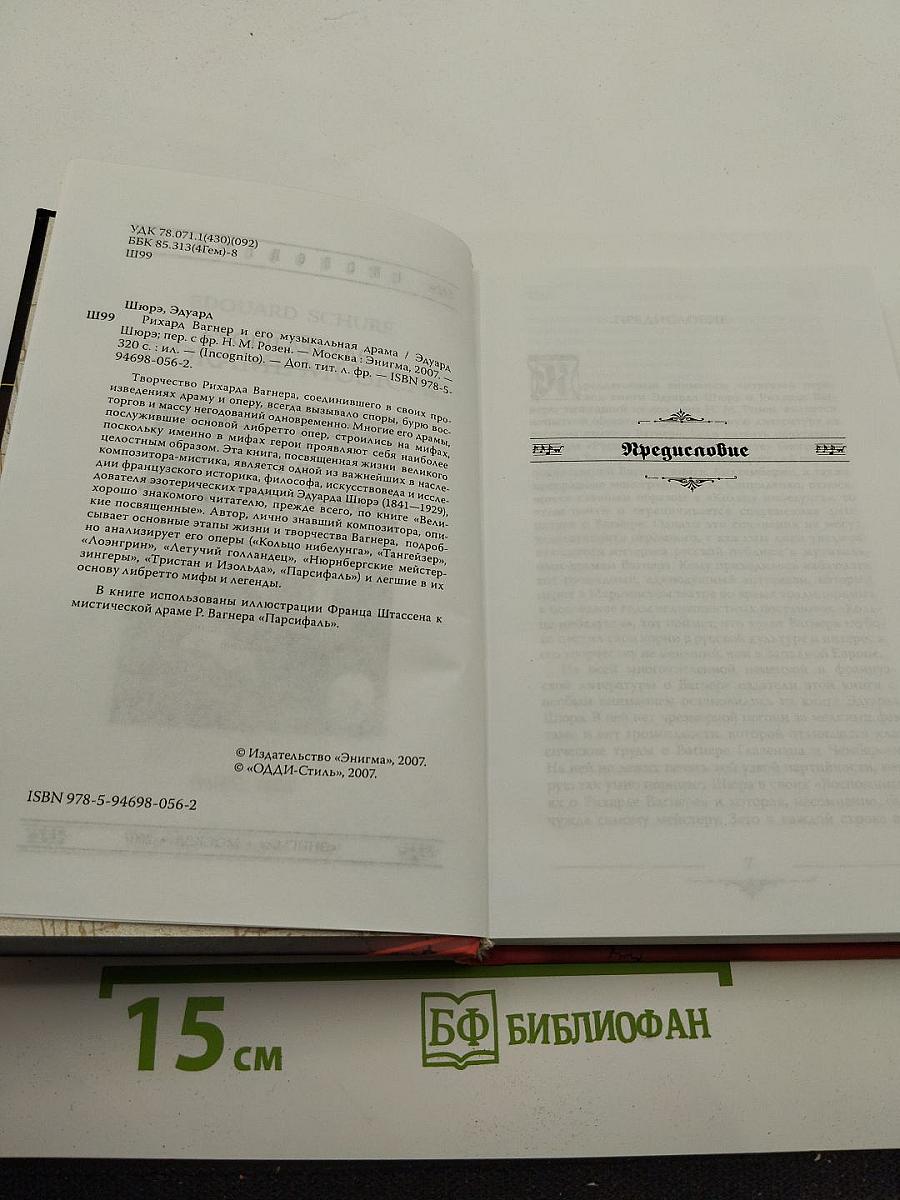 УДК 78.071.1(430)(092)
ББК 85.313(4Гем)-8
Ш99
Шюрэ, Эдуард
Ш99 Рихард Вагнер и его музыкальная драма / Эдуард
Шюрэ; пер. с фр. Н. М. Розен. — Москва : Энигма, 2007. —
320 с. : ил. — (Incognito). — Доп. тит. л. фр. — ISBN 978-5-
94698-056-2.
Творчество Рихарда Вагнера, соединившего в своих про-
изведениях драму и оперу, всегда вызывало споры, бурю вос-
торгов и массу негодований одновременно. Многие его драмы,
послужившие основой либретто опер, строились на мифах,
поскольку именно в мифах герои проявляют себя наиболее
целостным образом. Эта книга, посвященная жизни великого
композитора-мистика, является одной из важнейших в насле-
дии французского историка, философа, искусствоведа и иссле-
дователя эзотерических традиций Эдуарда Шюрэ (1841—1929),
хорошо знакомого читателю, прежде всего, по книге «Вели-
кие посвященные». Автор, лично знавший композитора, опи-
сывает основные этапы жизни и творчества Вагнера, подроб-
но анализирует его оперы («Кольцо нибелунга», «Тангейзер»,
«Лоэнгрин», «Летучий голландец», «Нюрнбергские мейстер-
зингеры», «Тристан и Изольда», «Парсифаль») и легшие в их
основу либретто мифы и легенды.
В книге использованы иллюстрации Франца Штассена к
мистической драме Р. Вагнера «Парсифаль».
© Издательство «Энигма», 2007.
© «ОДДИ-Стиль», 2007.
ISBN 978-5-94698-056-2
Предисловие
15 см
БФ БИБЛИОФАН